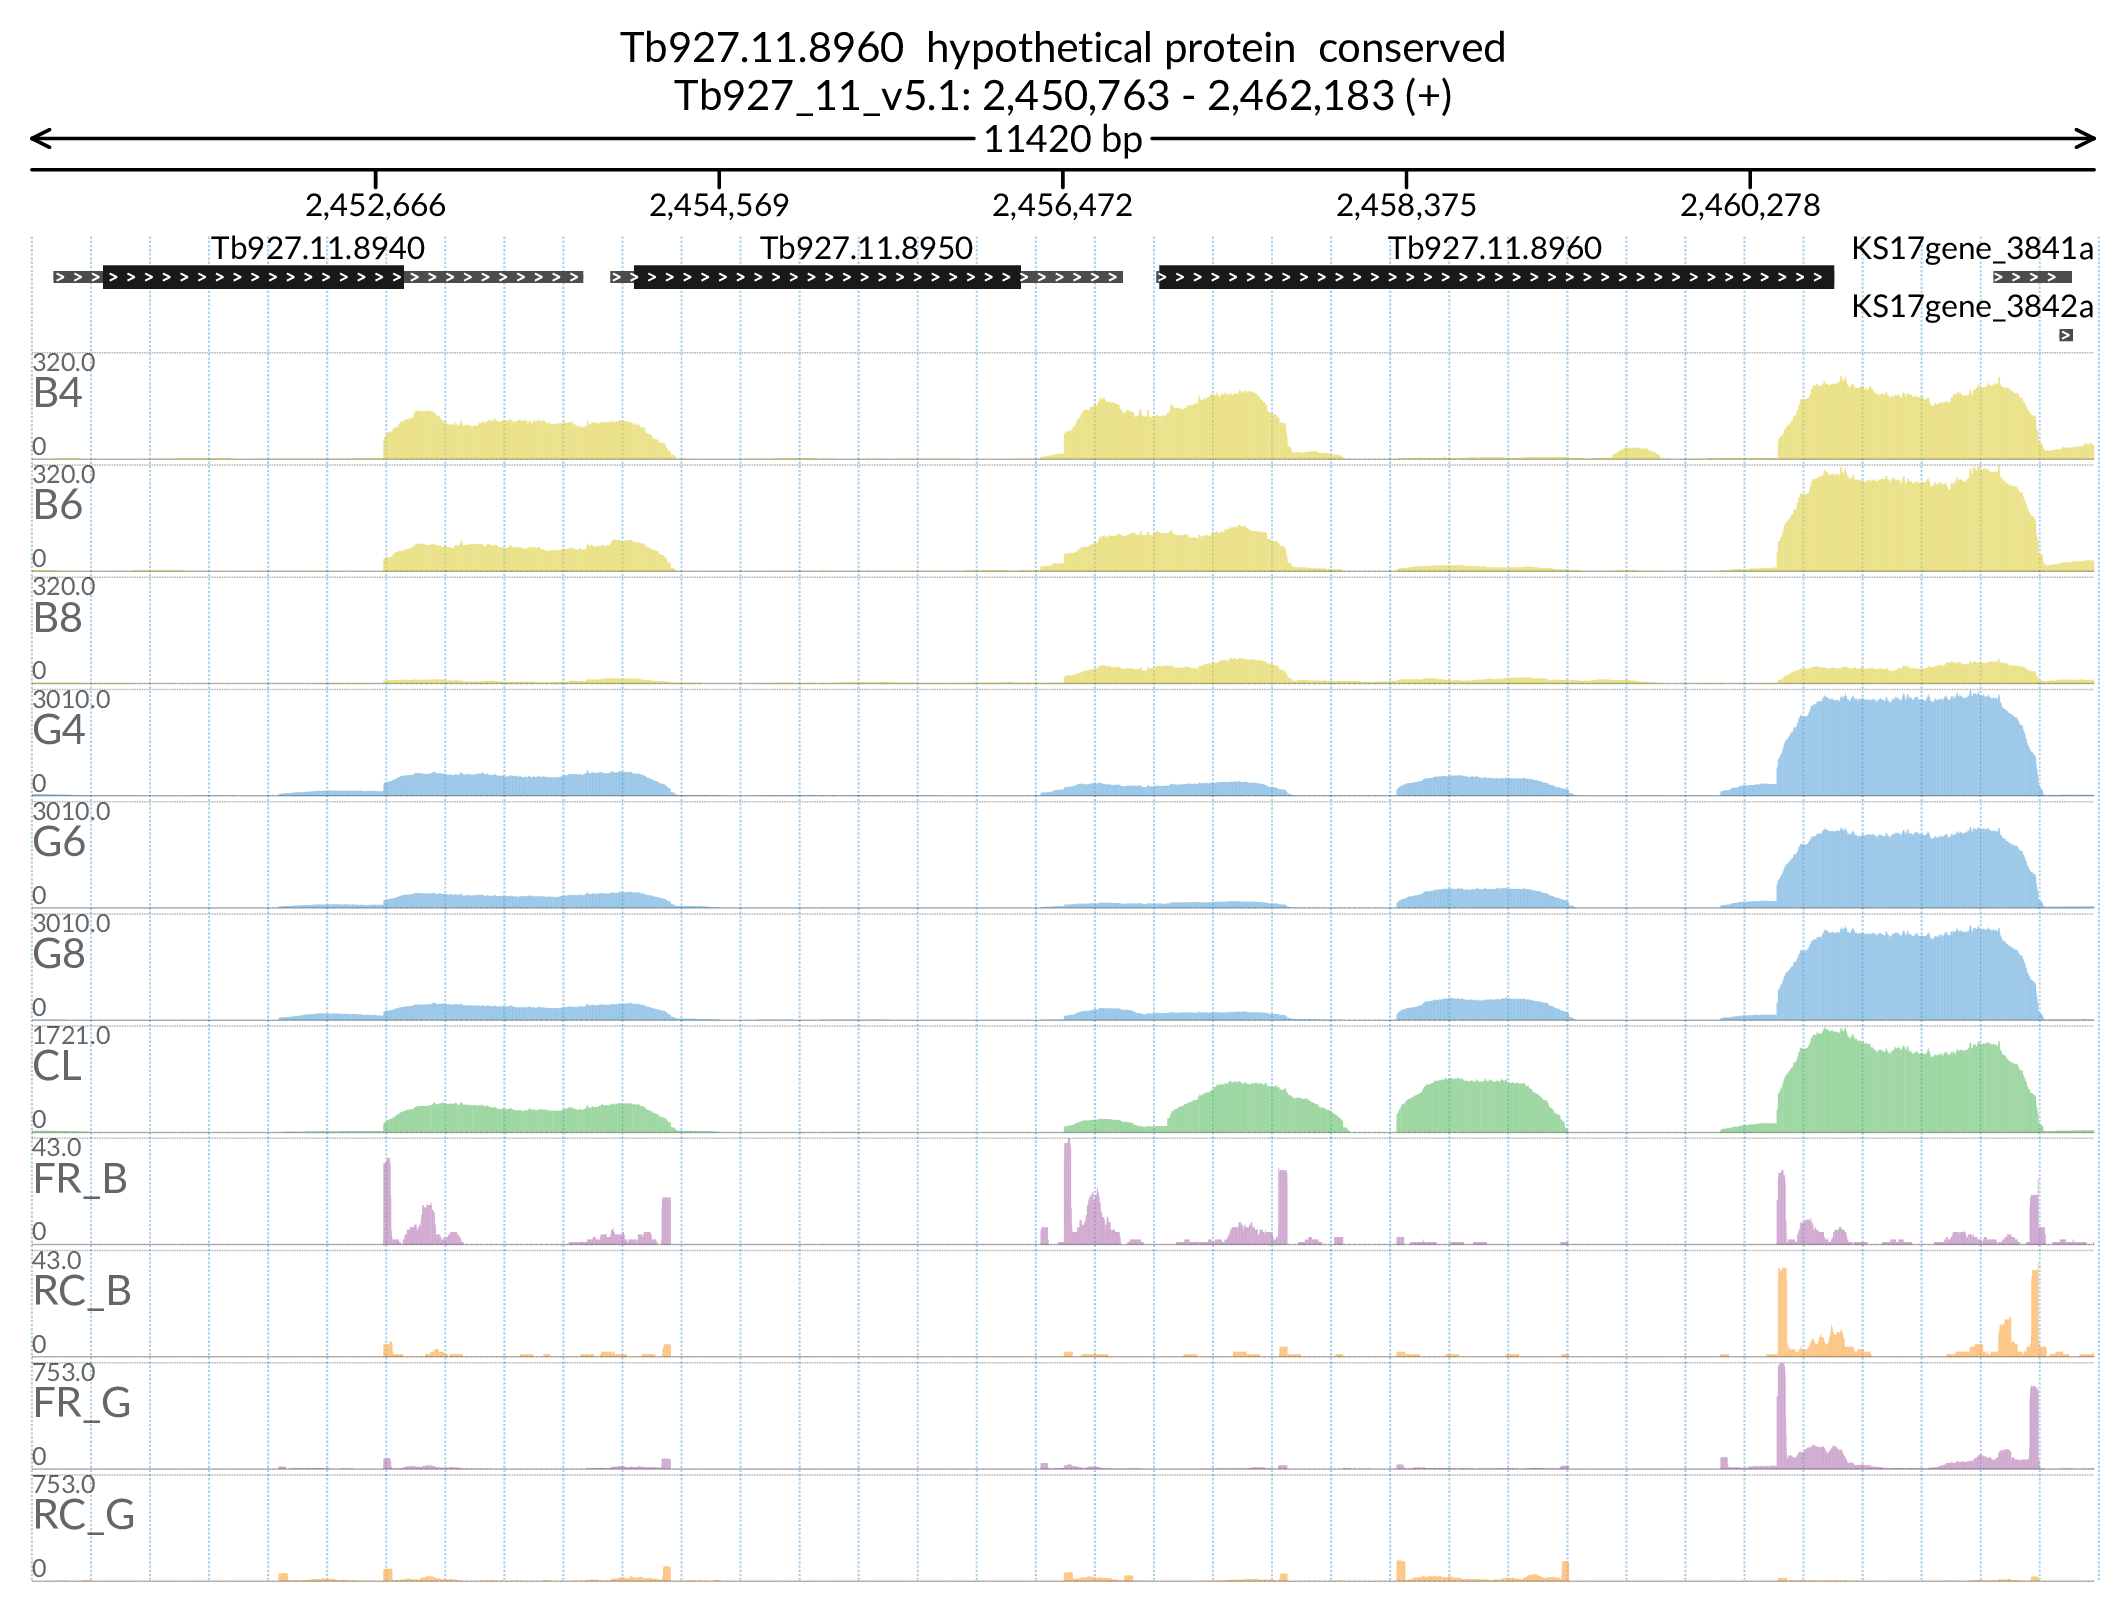 Tb927.11.8960  hypothetical protein  conserved
Tb927_11_v5.1: 2,450,763 - 2,462,183 (+)
11420 bp
2,452,666 2,454,569 2,456,472 2,458,375 2,460,278
Tb927.11.8940 Tb927.11.8950 Tb927.11.8960 KS17gene_3841a
KS17gene_3842a
320.0
B4
0
320.0
B6
0
320.0
B8
0
3010.0
G4
0
3010.0
G6
0
3010.0
G8
0
1721.0
CL
0
43.0
FR_B
0
43.0
RC_B
0
753.0
FR_G
0
753.0
RC_G
0